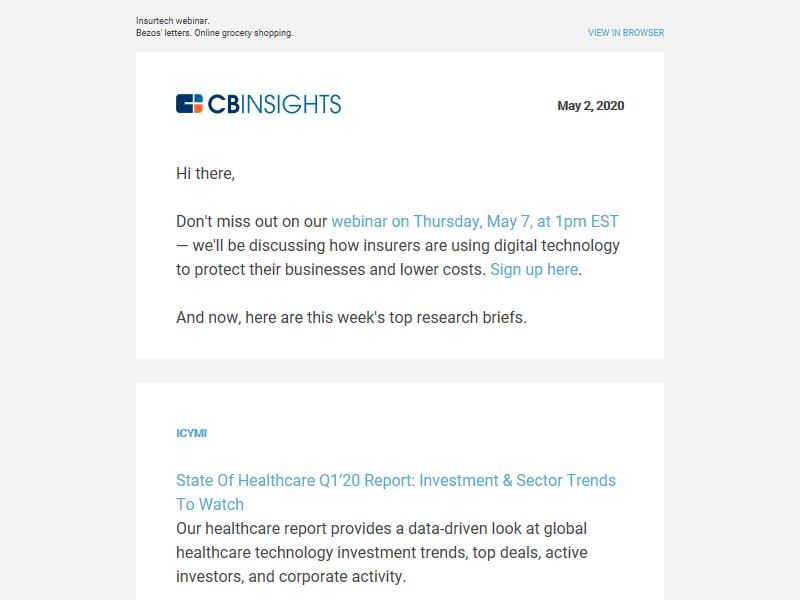 Insurtech webinar.
Bezos' letters. Online grocery shopping.
VIEW IN BROWSER
CBINSIGHTS
May 2, 2020
Hi there,
Don't miss out on our webinar on Thursday, May 7, at 1pm EST
— we'll be discussing how insurers are using digital technology
to protect their businesses and lower costs. Sign up here.
And now, here are this week's top research briefs.
ICYMI
State Of Healthcare Q1’20 Report: Investment & Sector Trends
To Watch
Our healthcare report provides a data-driven look at global
healthcare technology investment trends, top deals, active
investors, and corporate activity.